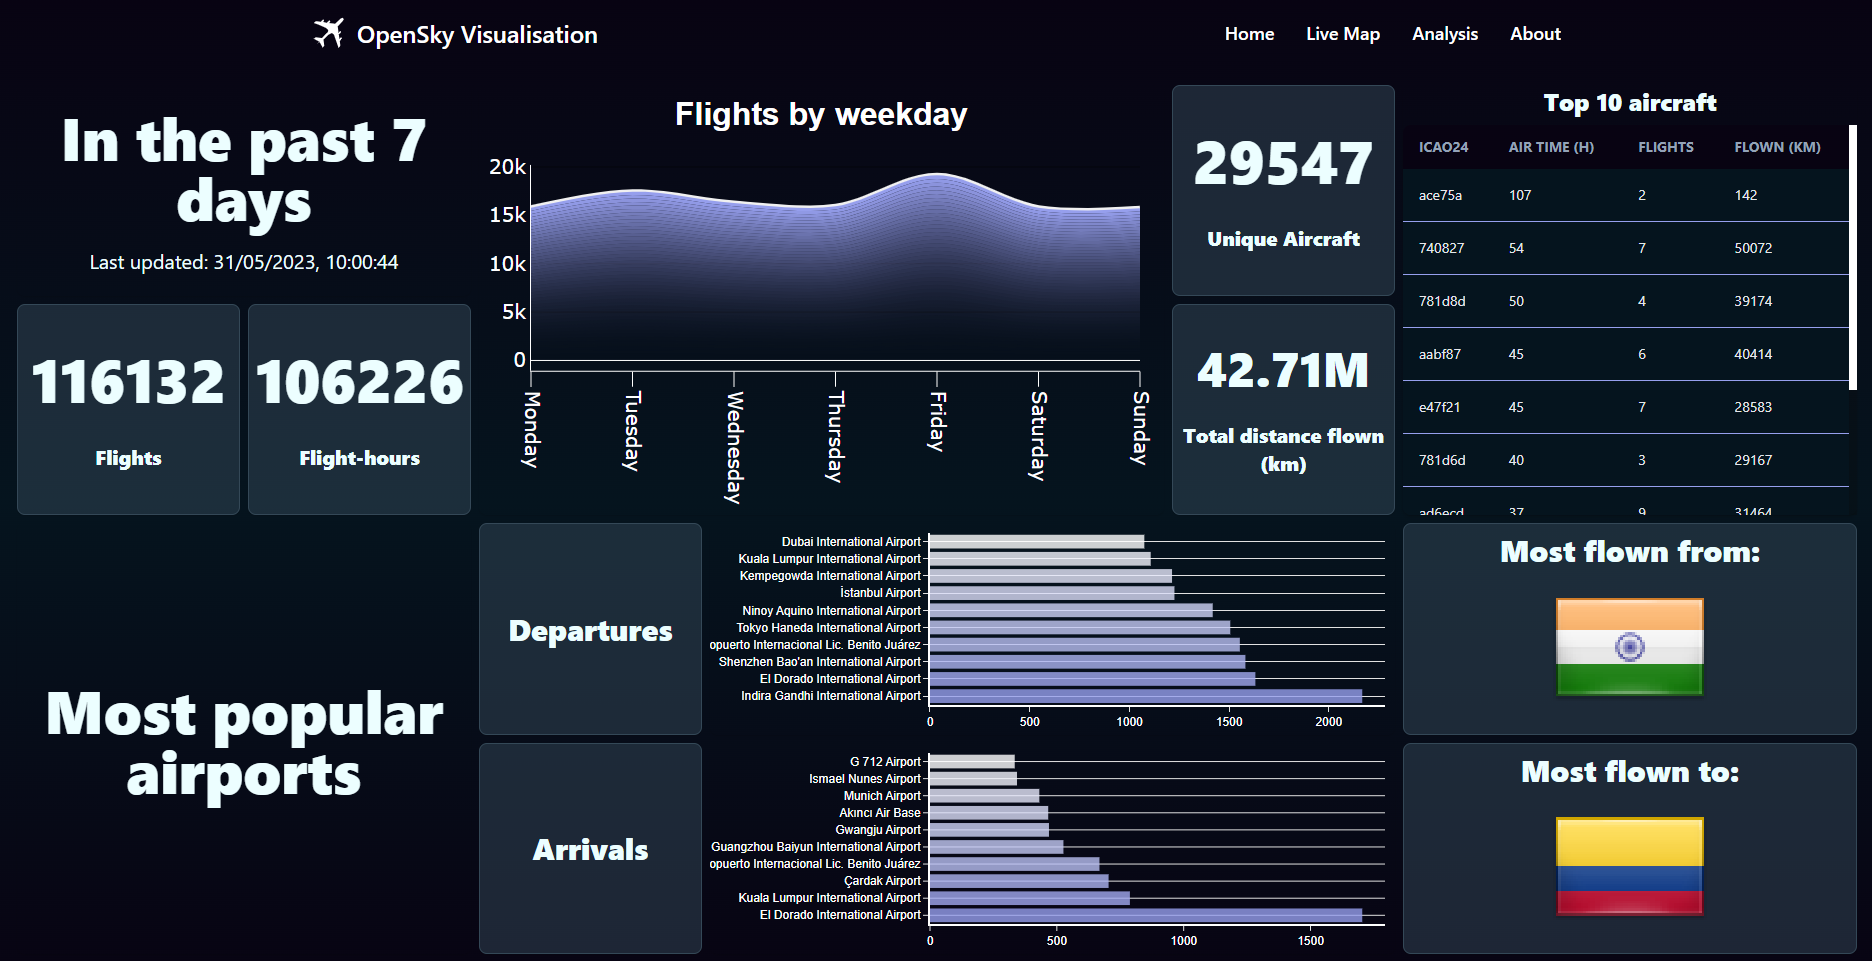 OpenSky Visualisation
Home Live Map Analysis About
In the past 7
days
Last updated: 31/05/2023, 10:00:44
116132
Flights
106226
Flight-hours
Flights by weekday
20k
15k
10k
5k
0
Monday
Tuesday
Wednesday
Thursday
Friday
Saturday
Sunday
29547
Unique Aircraft
42.71M
Total distance flown
(km)
Top 10 aircraft
ICAO24 AIR TIME (H) FLIGHTS FLOWN (KM)
ace75a 107 2 142
740827 54 7 50072
781d8d 50 4 39174
aabf87 45 6 40414
e47f21 45 7 28583
781d6d 40 3 29167
ad6ecd 37 9 31464
Most popular
airports
Departures
Dubai International Airport
Kuala Lumpur International Airport
Kempegowda International Airport
İstanbul Airport
Ninoy Aquino International Airport
Tokyo Haneda International Airport
opuerto Internacional Lic. Benito Juárez
Shenzhen Bao'an International Airport
El Dorado International Airport
Indira Gandhi International Airport
0 500 1000 1500 2000
Most flown from:
Arrivals
G 712 Airport
Ismael Nunes Airport
Munich Airport
Akıncı Air Base
Gwangju Airport
Guangzhou Baiyun International Airport
opuerto Internacional Lic. Benito Juárez
Çardak Airport
Kuala Lumpur International Airport
El Dorado International Airport
0 500 1000 1500
Most flown to: